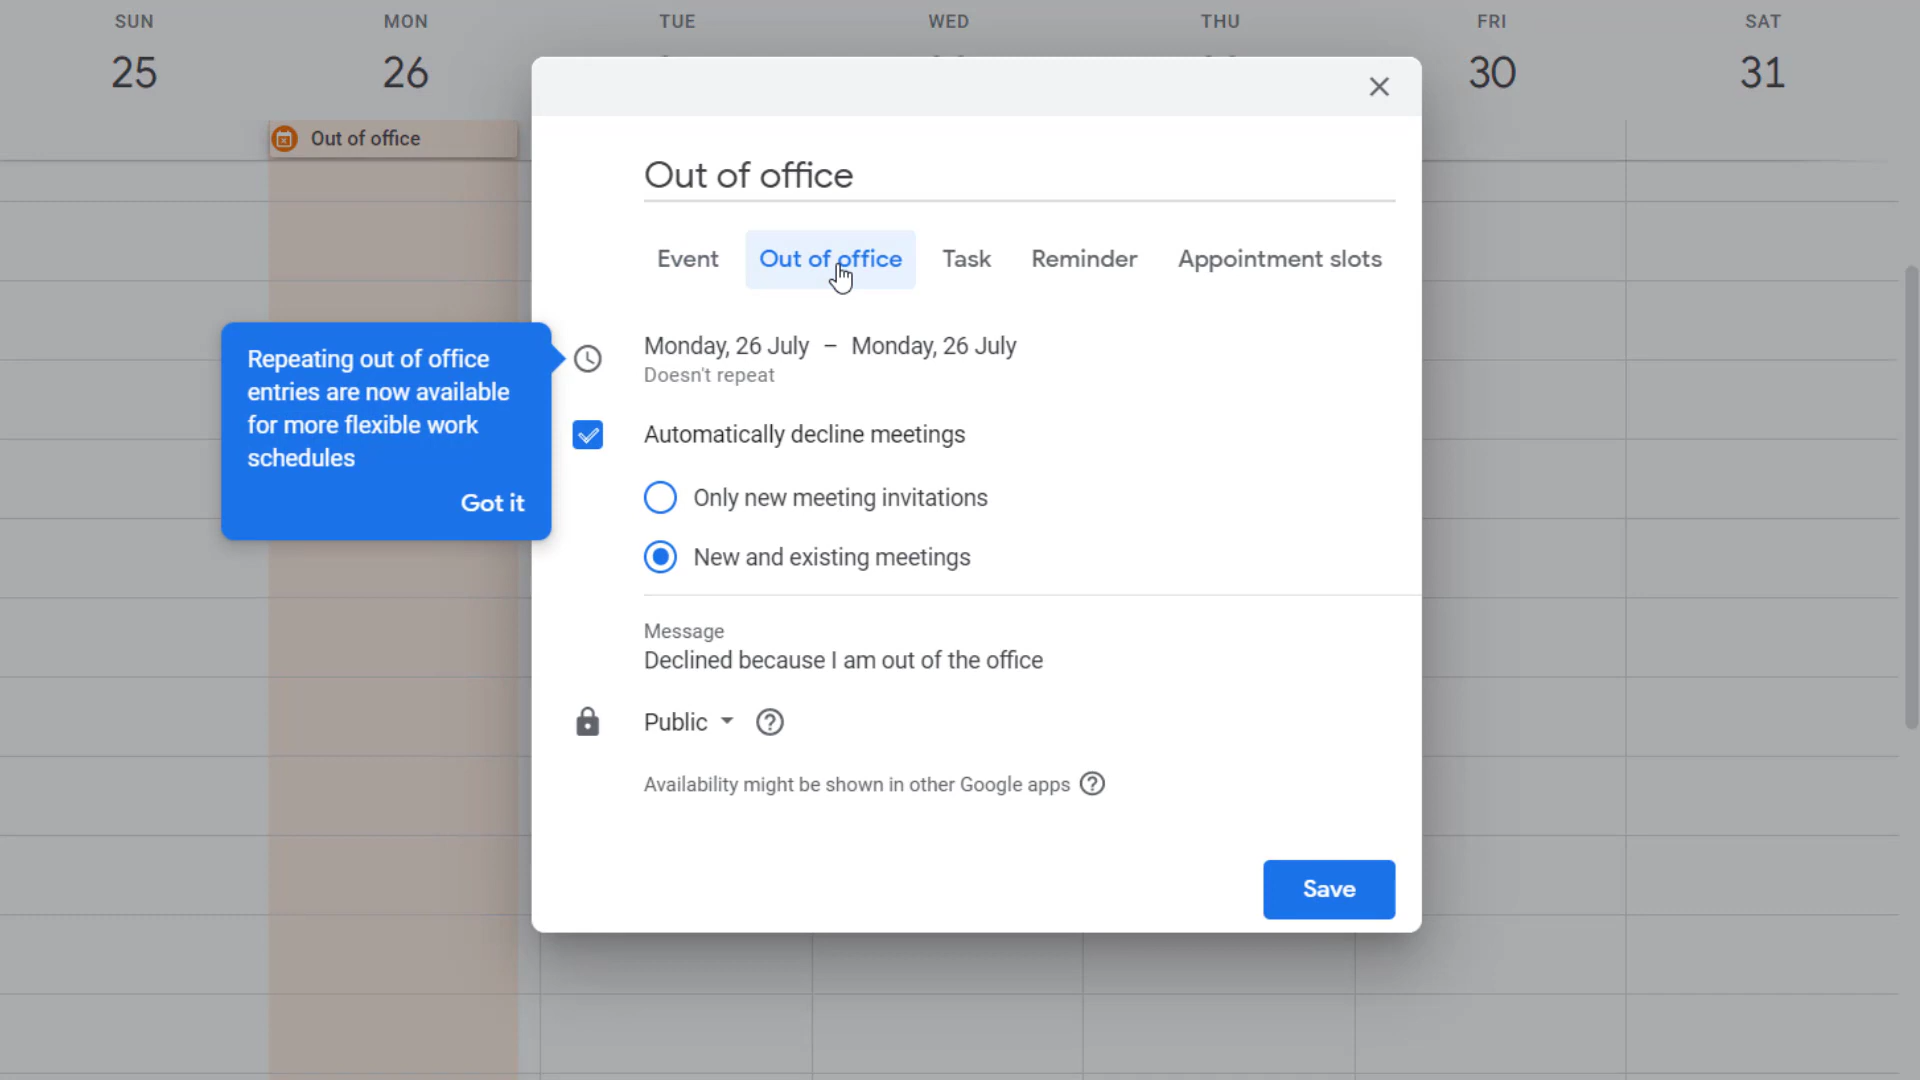 SUN MON TUE WED THU FRI SAT
25 26 30 31
Out of office
Out of office
Event Out of office Task Reminder Appointment slots
Repeating out of office
entries are now available
for more flexible work
schedules
Got it
Monday, 26 July – Monday, 26 July
Doesn't repeat
Automatically decline meetings
Only new meeting invitations
New and existing meetings
Message
Declined because I am out of the office
Public
Availability might be shown in other Google apps
Save